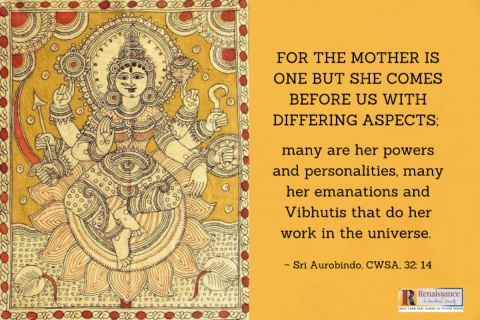 FOR THE MOTHER IS
ONE BUT SHE COMES
BEFORE US WITH
DIFFERING ASPECTS;
many are her powers
and personalities, many
her emanations and
Vibhutis that do her
work in the universe.
~ Sri Aurobindo, CWSA, 32: 14
Renaissance